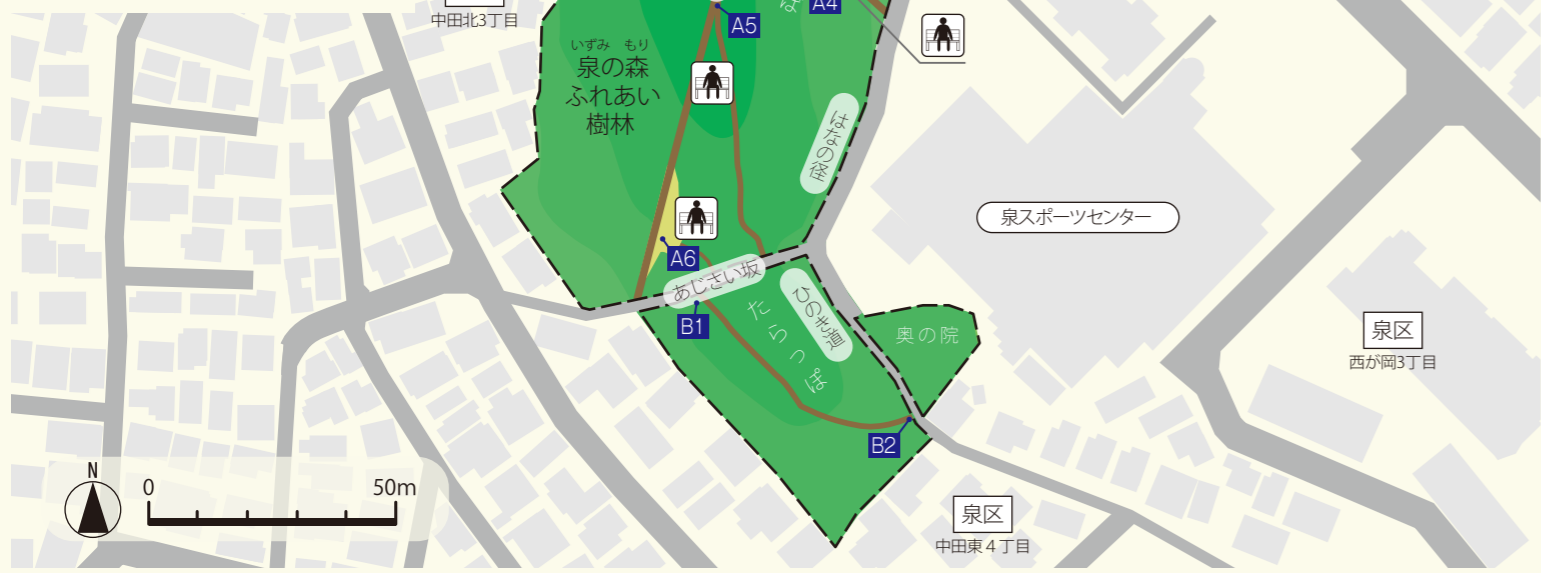 中田北3丁目
A5
A4
ば
いずみ もり
泉の森
ふれあい
樹林
はなの径
泉スポーツセンター
A6
あじさい坂
B1
たらっぽ
ひのき道
奥の院
泉区
西が岡3丁目
B2
N
0 50m
泉区
中田東４丁目